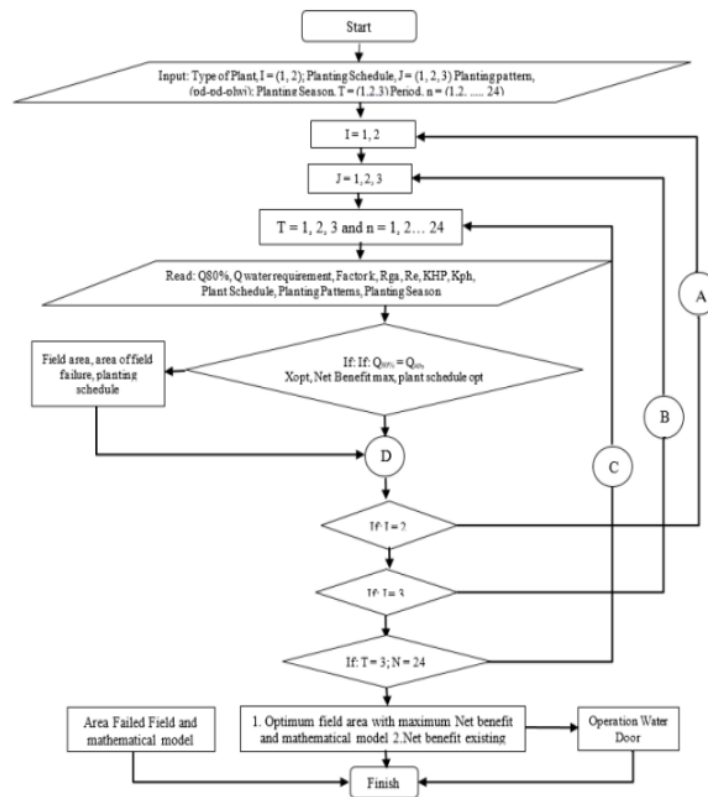 Start
Input: Type of Plant, I = (1, 2); Planting Schedule, J = (1, 2, 3) Planting pattern,
(pd-pd-plwj); Planting Season, T = (1,2,3) Period, n = (1,2, ...., 24)
I = 1, 2
J = 1, 2, 3
T = 1, 2, 3 and n = 1, 2... 24
Read: Q80%, Q water requirement, Factor k, Rga, Re, KHP, Kph,
Plant Schedule, Planting Patterns, Planting Season
A
Field area, area of field
failure, planting
schedule
If: If: Q80% =
Xopt, Net Benefit max, plant schedule opt
B
D
C
If: I = 2
If: J = 3
If: T = 3; N = 24
Area Failed Field and
mathematical model
1. Optimum field area with maximum Net benefit
and mathematical model 2.Net benefit existing
Operation Water
Door
Finish